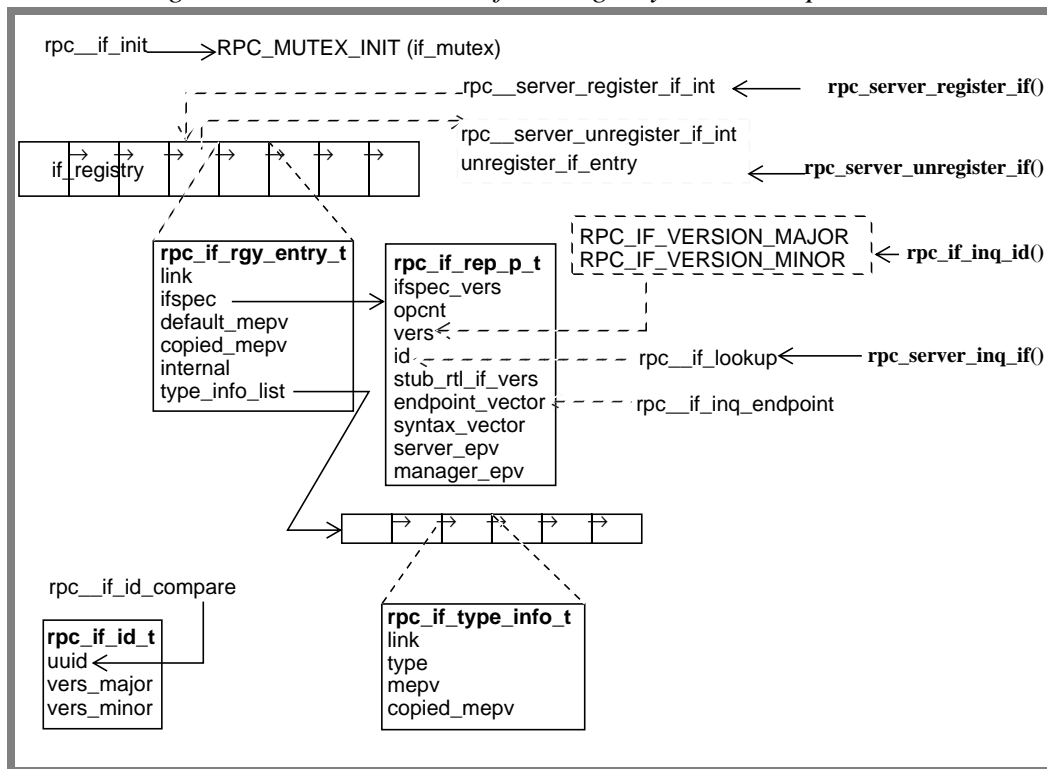 rpc__if_init
RPC_MUTEX_INIT (if_mutex)
rpc__server_register_if_int
rpc_server_register_if()
rpc__server_unregister_if_int
unregister_if_entry
rpc_server_unregister_if()
if_registry
RPC_IF_VERSION_MAJOR
RPC_IF_VERSION_MINOR
rpc_if_inq_id()
rpc_if_rgy_entry_t
link
ifspec
default_mepv
copied_mepv
internal
type_info_list
rpc_if_rep_p_t
ifspec_vers
opcnt
vers
id
stub_rtl_if_vers
endpoint_vector
syntax_vector
server_epv
manager_epv
rpc__if_lookup
rpc_server_inq_if()
rpc__if_inq_endpoint
rpc__if_id_compare
rpc_if_id_t
uuid
vers_major
vers_minor
rpc_if_type_info_t
link
type
mepv
copied_mepv